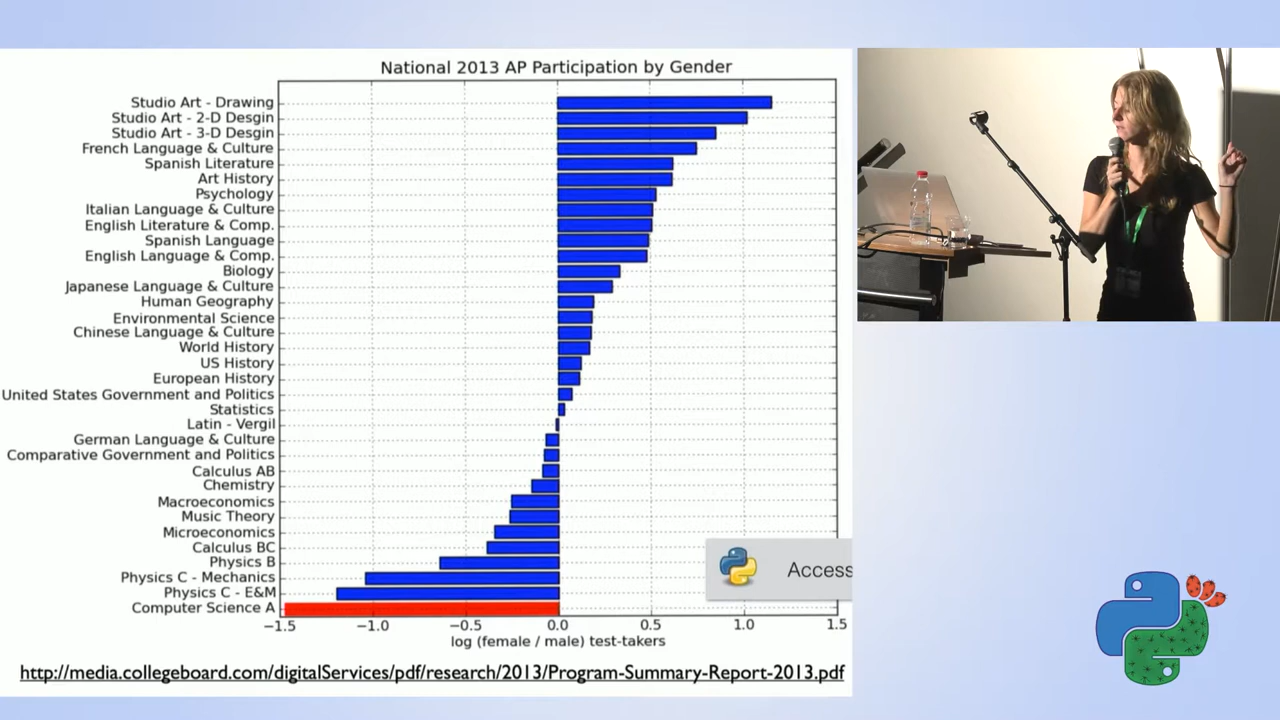 National 2013 AP Participation by Gender
Studio Art - Drawing
Studio Art - 2-D Desgin
Studio Art - 3-D Desgin
French Language & Culture
Spanish Literature
Art History
Psychology
Italian Language & Culture
English Literature & Comp.
Spanish Language
English Language & Comp.
Biology
Japanese Language & Culture
Human Geography
Environmental Science
Chinese Language & Culture
World History
US History
European History
United States Government and Politics
Statistics
Latin - Vergil
German Language & Culture
Comparative Government and Politics
Calculus AB
Chemistry
Macroeconomics
Music Theory
Microeconomics
Calculus BC
Physics B
Physics C - Mechanics
Physics C - E&M
Computer Science A
−1.5 −1.0 −0.5 0.0 0.5 1.0 1.5
log (female / male) test-takers
Access
http://media.collegeboard.com/digitalServices/pdf/research/2013/Program-Summary-Report-2013.pdf